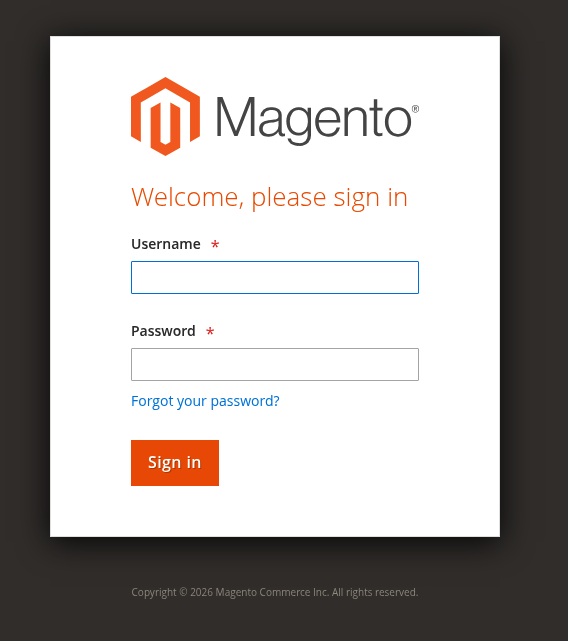 Magento®
Welcome, please sign in
Username *
Password *
Forgot your password?
Sign in
Copyright © 2026 Magento Commerce Inc. All rights reserved.